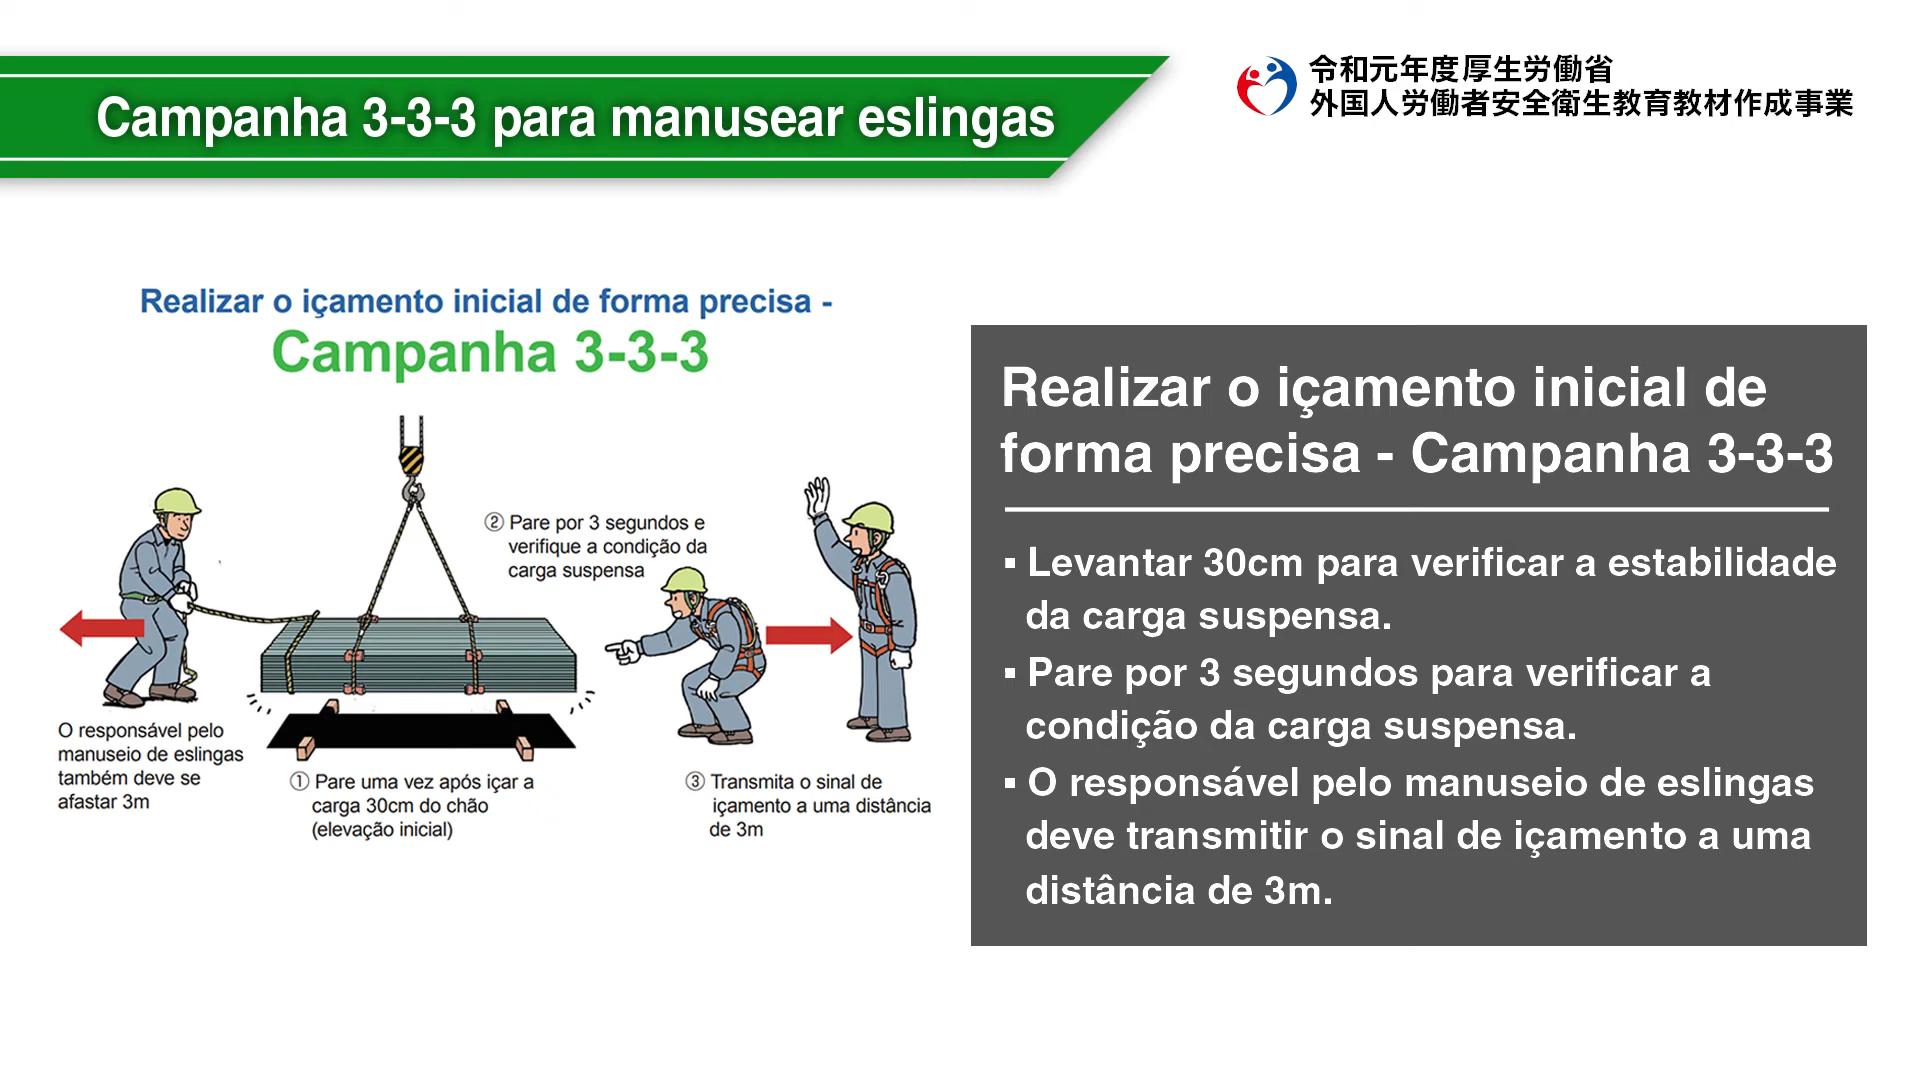 Campanha 3-3-3 para manusear eslingas
令和元年度厚生労働省
外国人労働者安全衛生教育教材作成事業
Realizar o içamento inicial de forma precisa -
Campanha 3-3-3
② Pare por 3 segundos e
verifique a condição da
carga suspensa
O responsável pelo
manuseio de eslingas
também deve se
afastar 3m
① Pare uma vez após içar a
carga 30cm do chão
(elevação inicial)
③ Transmita o sinal de
içamento a uma distância
de 3m
Realizar o içamento inicial de
forma precisa - Campanha 3-3-3
▪ Levantar 30cm para verificar a estabilidade
da carga suspensa.
▪ Pare por 3 segundos para verificar a
condição da carga suspensa.
▪ O responsável pelo manuseio de eslingas
deve transmitir o sinal de içamento a uma
distância de 3m.